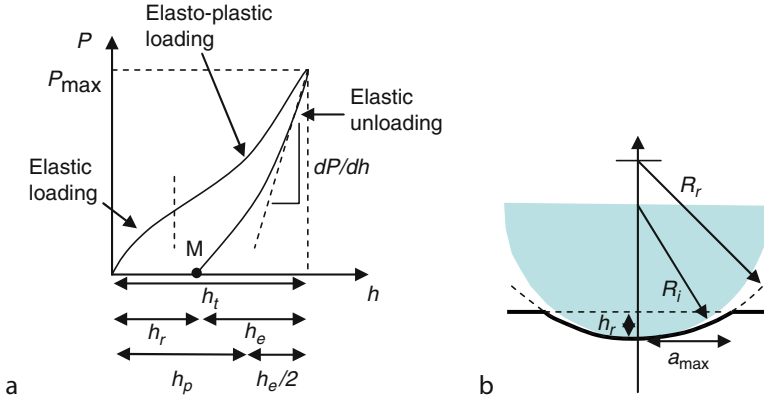 Elasto-plastic
loading
P
Pmax
Elastic
unloading
dP/dh
Elastic
loading
M
h
ht
hr
he
hp
he/2
a
Rr
Ri
hr
amax
b